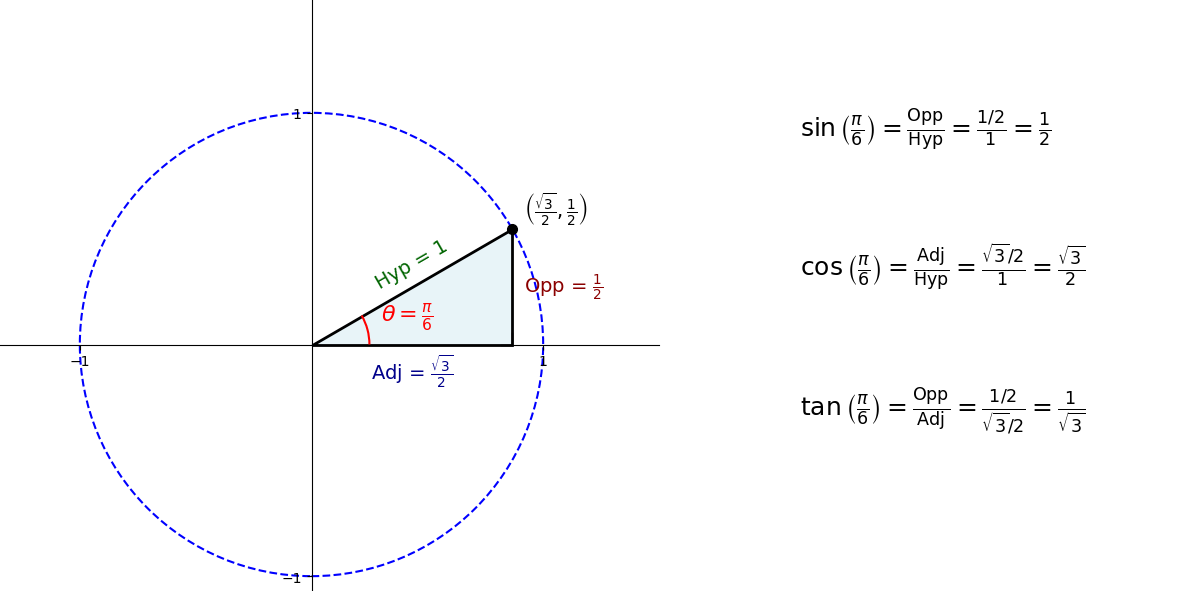 1
(√3/2, 1/2)
Hyp = 1
Opp = 1/2
θ = π/6
−1
1
Adj = √3/2
−1
sin (π/6) = Opp/Hyp = (1/2)/1 = 1/2
cos (π/6) = Adj/Hyp = (√3/2)/1 = √3/2
tan (π/6) = Opp/Adj = (1/2)/(√3/2) = 1/√3